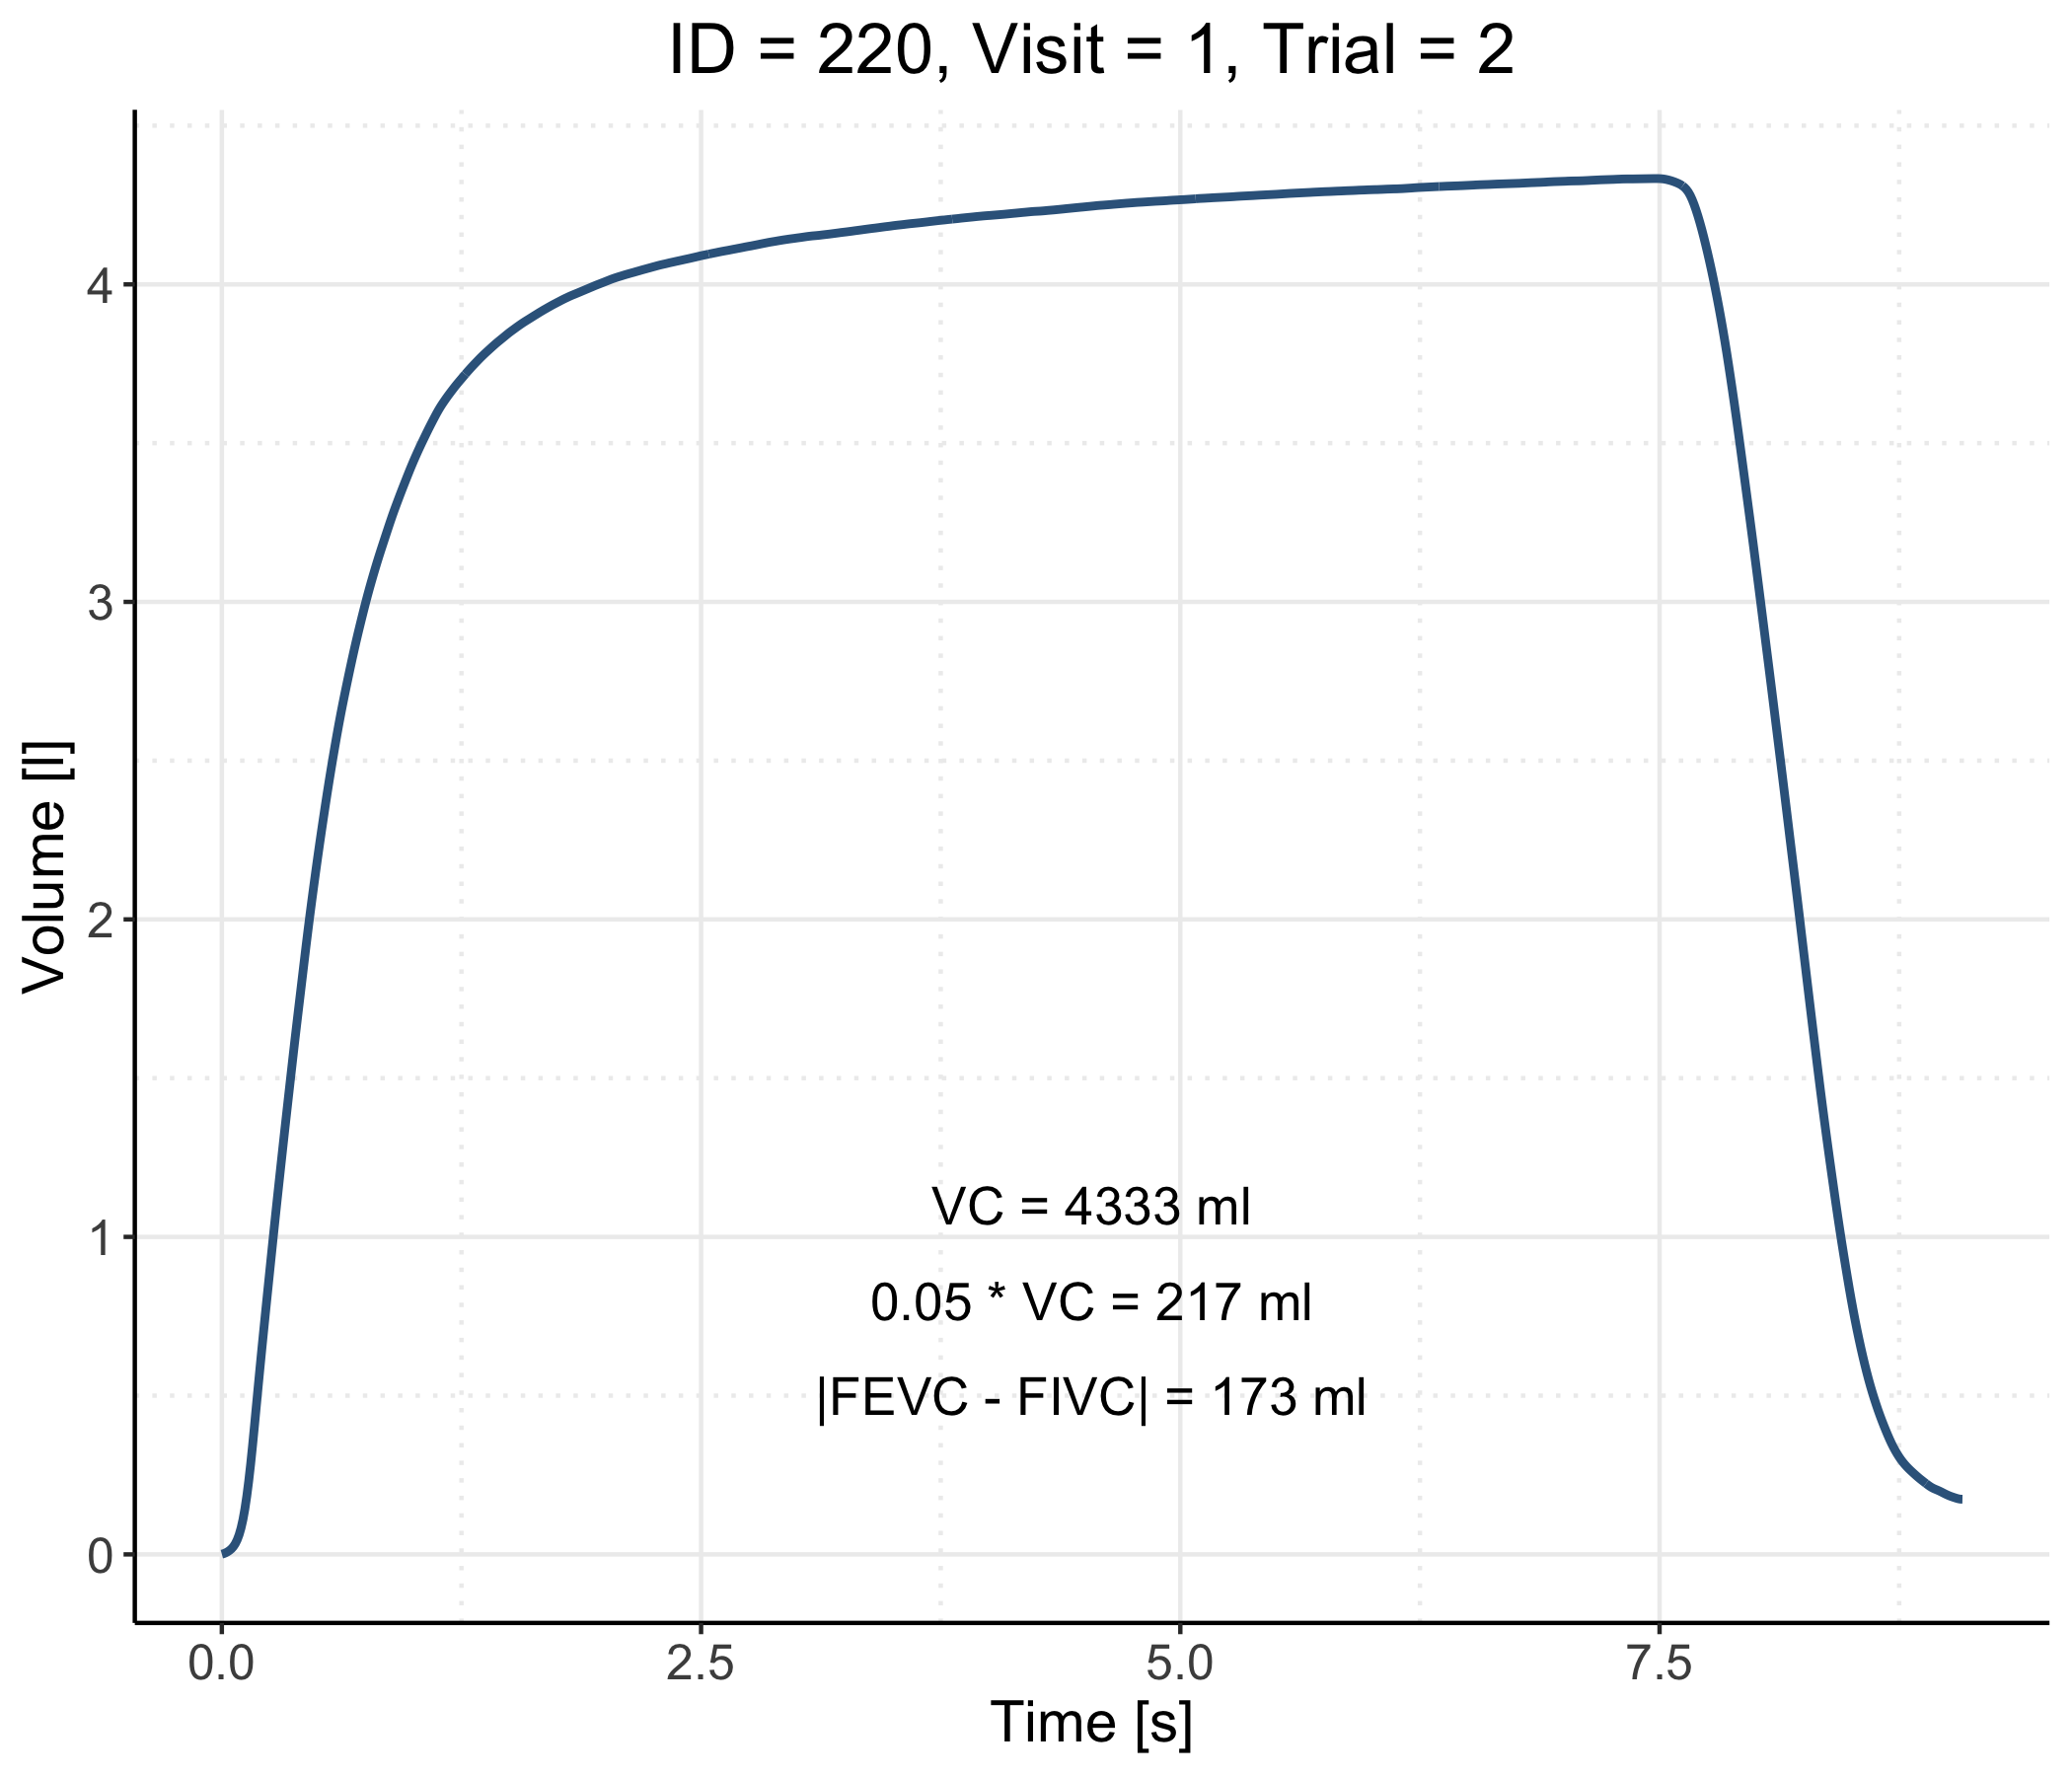 ID = 220, Visit = 1, Trial = 2
Volume [l]
4
3
2
1
0
VC = 4333 ml
0.05 * VC = 217 ml
|FEVC - FIVC| = 173 ml
0.0 2.5 5.0 7.5
Time [s]